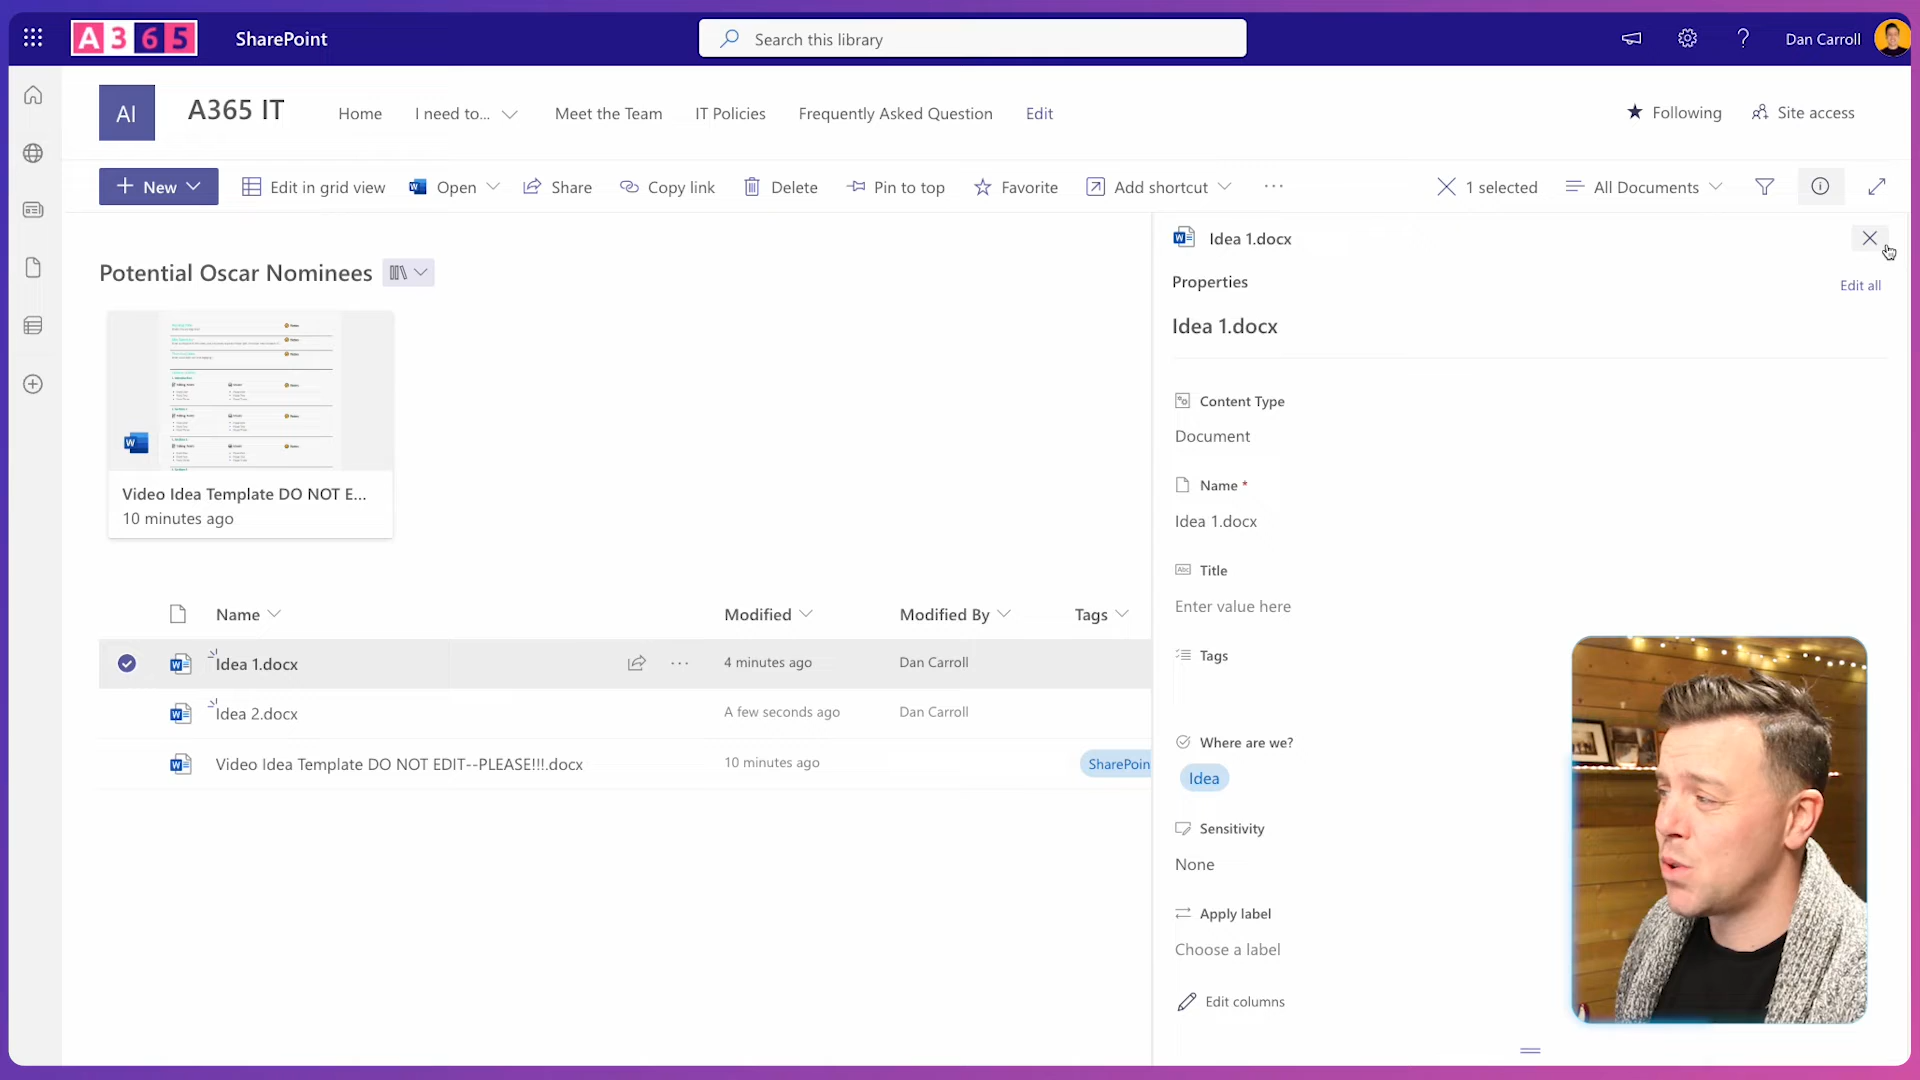 A365
SharePoint
Search this library
Dan Carroll
AI
A365 IT
Home
I need to...
Meet the Team
IT Policies
Frequently Asked Question
Edit
Following
Site access
New
Edit in grid view
Open
Share
Copy link
Delete
Pin to top
Favorite
Add shortcut
...
1 selected
All Documents
Potential Oscar Nominees
Video Idea Template DO NOT E...
10 minutes ago
Name
Modified
Modified By
Tags
Idea 1.docx
...
4 minutes ago
Dan Carroll
Idea 2.docx
A few seconds ago
Dan Carroll
Video Idea Template DO NOT EDIT--PLEASE!!!.docx
10 minutes ago
SharePoin
Idea 1.docx
Properties
Edit all
Idea 1.docx
Content Type
Document
Name *
Idea 1.docx
Abc Title
Enter value here
Tags
Where are we?
Idea
Sensitivity
None
Apply label
Choose a label
Edit columns